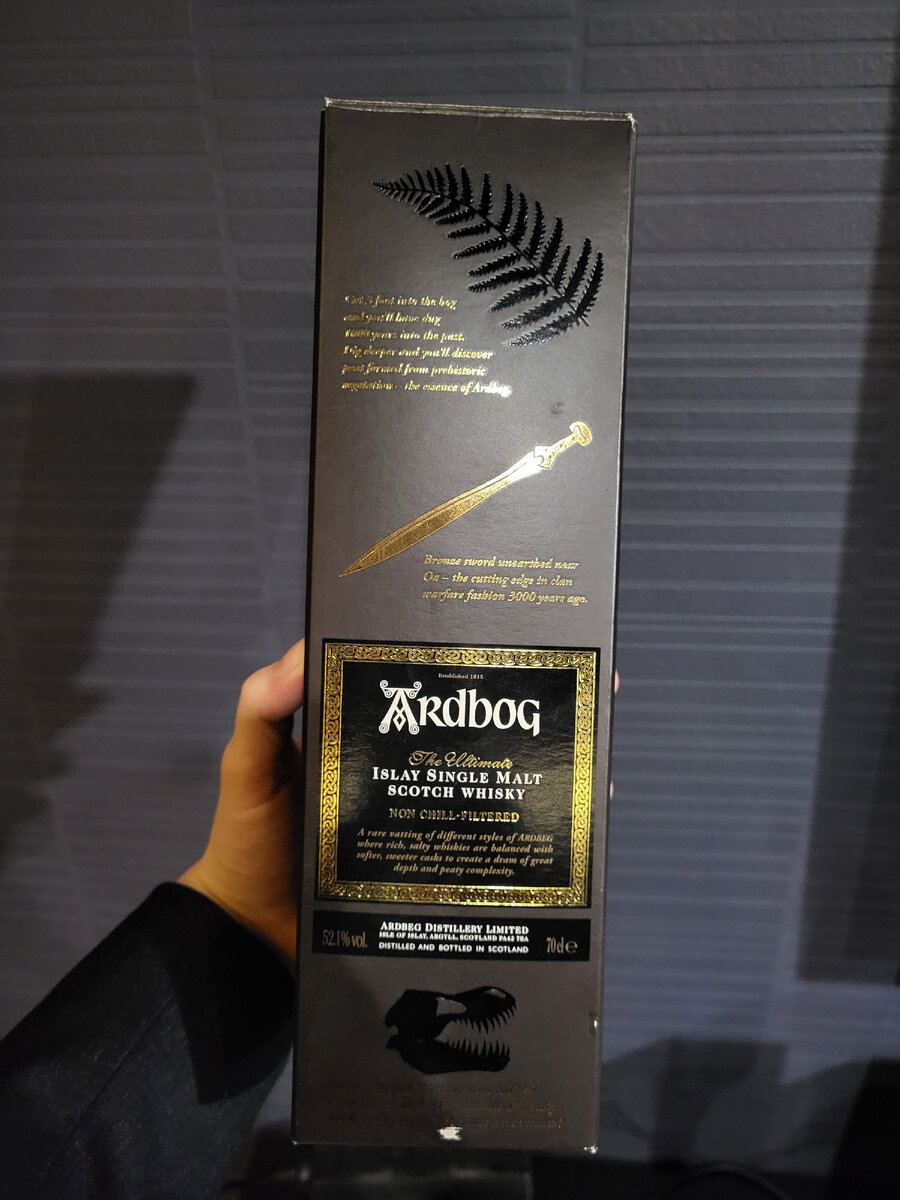 Get 3 foot into the bog
and you'll have dug
1000 years into the past.
Dig deeper and you'll discover
peat formed from prehistoric
vegetation – the essence of Ardbog.
Bronze sword unearthed near
Oa – the cutting edge in clan
warfare fashion 3000 years ago.
Established 1815
ARDBOG
The Ultimate
ISLAY SINGLE MALT
SCOTCH WHISKY
NON CHILL-FILTERED
A rare vatting of different styles of ARDBEG
where rich, salty whiskies are balanced with
softer, sweeter casks to create a dram of great
depth and peaty complexity.
52.1% vol.
ARDBEG DISTILLERY LIMITED
ISLE OF ISLAY, ARGYLL, SCOTLAND PA42 7EA
DISTILLED AND BOTTLED IN SCOTLAND
70cl e